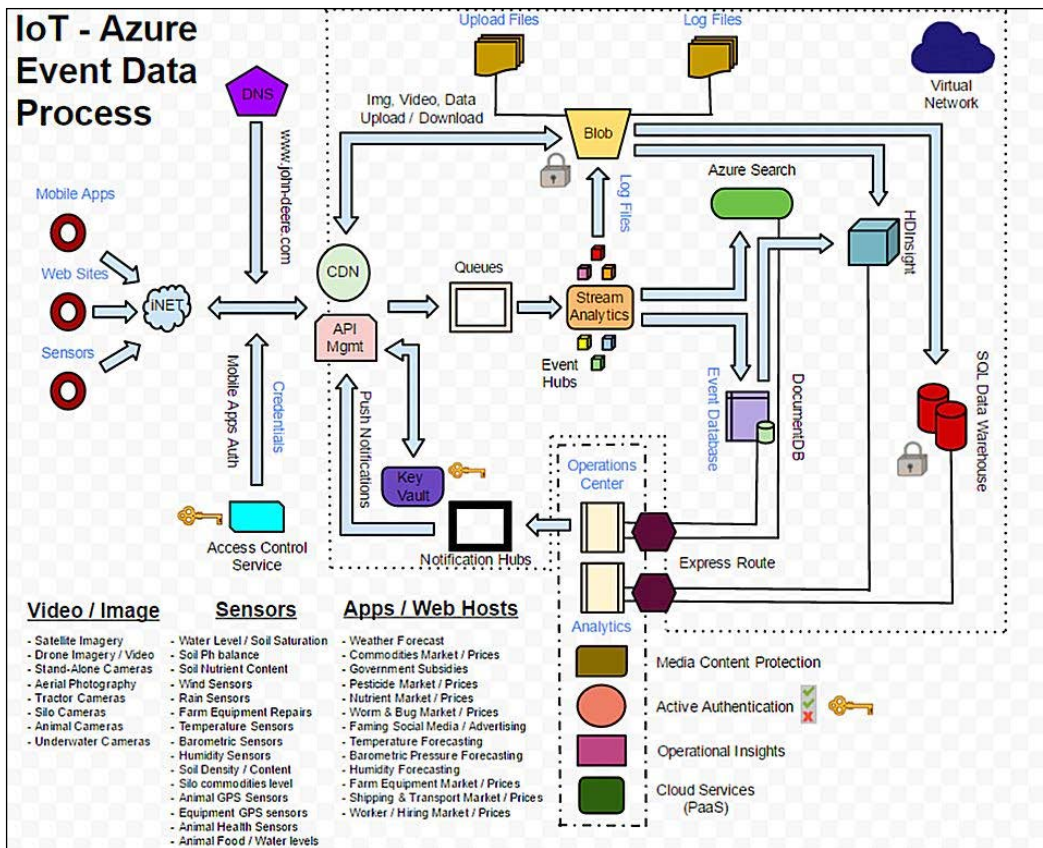 IoT - Azure
Event Data
Process
DNS
www.john-deere.com
Mobile Apps
Web Sites
Sensors
iNET
Mobile Apps Auth
Credentials
Access Control
Service
Upload Files
Log Files
Img, Video, Data
Upload / Download
Blob
Virtual
Network
Azure Search
Log Files
HDInsight
CDN
API
Mgmt
Queues
Stream
Analytics
Event
Hubs
Event Database
DocumentDB
SQL Data Warehouse
Push Notifications
Key
Vault
Notification Hubs
Operations
Center
Express Route
Analytics
Media Content Protection
Active Authentication
Operational Insights
Cloud Services
(PaaS)
Video / Image
- Satellite Imagery
- Drone Imagery / Video
- Stand-Alone Cameras
- Aerial Photography
- Tractor Cameras
- Silo Cameras
- Animal Cameras
- Underwater Cameras
Sensors
- Water Level / Soil Saturation
- Soil Ph balance
- Soil Nutrient Content
- Wind Sensors
- Rain Sensors
- Farm Equipment Repairs
- Temperature Sensors
- Barometric Sensors
- Humidity Sensors
- Soil Density / Content
- Silo commodities level
- Animal GPS Sensors
- Equipment GPS sensors
- Animal Health Sensors
- Animal Food / Water levels
Apps / Web Hosts
- Weather Forecast
- Commodities Market / Prices
- Government Subsidies
- Pesticide Market / Prices
- Nutrient Market / Prices
- Worm & Bug Market / Prices
- Farming Social Media / Advertising
- Temperature Forecasting
- Barometric Pressure Forecasting
- Humidity Forecasting
- Farm Equipment Market / Prices
- Shipping & Transport Market / Prices
- Worker / Hiring Market / Prices